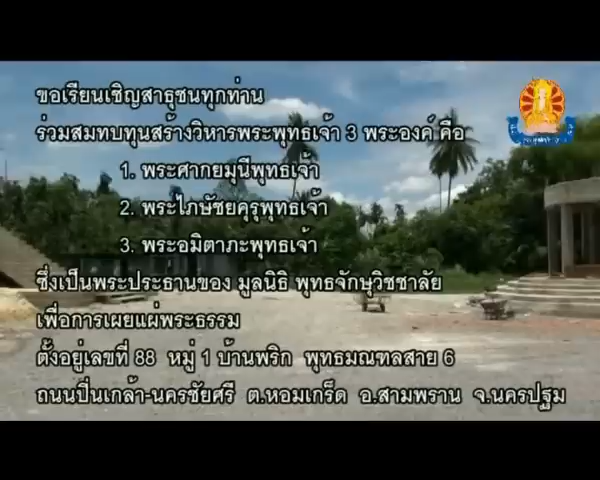 ขอเรียนเชิญสาธุชนทุกท่าน
ร่วมสมทบทุนสร้างวิหารพระพุทธเจ้า 3 พระองค์ คือ
1. พระศากยมุนีพุทธเจ้า
2. พระไภษัชยคุรุพุทธเจ้า
3. พระอมิตาภะพุทธเจ้า
ซึ่งเป็นพระประธานของ มูลนิธิ พุทธจักษุวิชชาลัย
เพื่อการเผยแผ่พระธรรม
ตั้งอยู่เลขที่ 88 หมู่ 1 บ้านพริก พุทธมณฑลสาย 6
ถนนปิ่นเกล้า-นครชัยศรี ต.หอมเกร็ด อ.สามพราน จ.นครปฐม